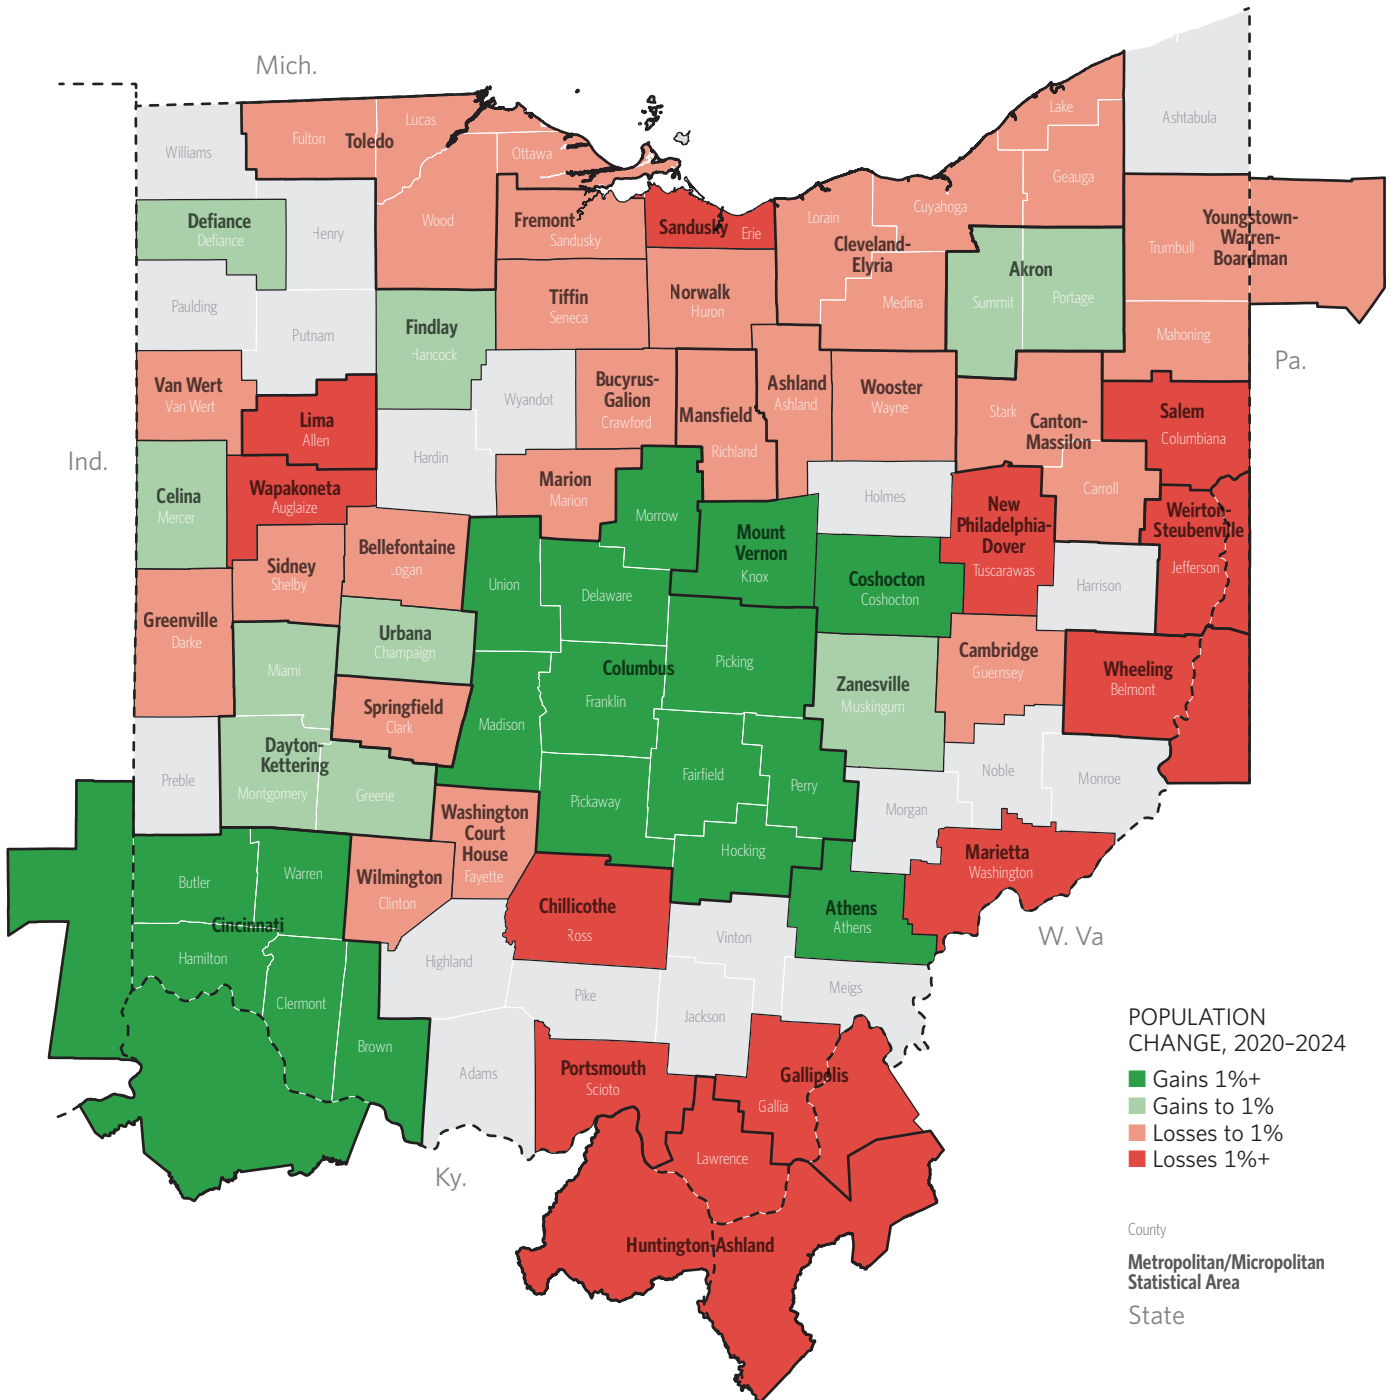 Mich.
Lake
Ashtabula
Fulton
Toledo
Lucas
Williams
Ottawa
Geauga
Cuyahoga
Lorain
Defiance
Defiance
Henry
Wood
Fremont
Sandusky
Sandusky
Erie
Cleveland-
Elyria
Medina
Akron
Summit
Portage
Trumbull
Youngstown-
Warren-
Boardman
Paulding
Putnam
Findlay
Hancock
Tiffin
Seneca
Norwalk
Huron
Mahoning
Pa.
Van Wert
Van Wert
Lima
Allen
Wyandot
Bucyrus-
Galion
Crawford
Mansfield
Richland
Ashland
Ashland
Wooster
Wayne
Stark
Canton-
Massilon
Carroll
Salem
Columbiana
Ind.
Hardin
Celina
Mercer
Wapakoneta
Auglaize
Marion
Marion
Morrow
Holmes
New
Philadelphia-
Dover
Tuscarawas
Weirton-
Steubenville
Jefferson
Sidney
Shelby
Bellefontaine
Logan
Union
Delaware
Mount
Vernon
Knox
Coshocton
Coshocton
Harrison
Greenville
Darke
Urbana
Champaign
Miami
Columbus
Franklin
Picking
Zanesville
Muskingum
Cambridge
Guernsey
Wheeling
Belmont
Springfield
Clark
Madison
Dayton-
Kettering
Montgomery
Greene
Preble
Fairfield
Perry
Noble
Monroe
Morgan
Pickaway
Washington
Court
House
Fayette
Hocking
Marietta
Washington
Butler
Warren
Wilmington
Clinton
Cincinnati
Hamilton
Clermont
Brown
Chillicothe
Ross
Athens
Athens
Vinton
W. Va
Highland
Pike
Jackson
Meigs
Adams
Portsmouth
Scioto
Gallipolis
Gallia
Lawrence
Ky.
Huntington-Ashland
POPULATION
CHANGE, 2020–2024
Gains 1%+
Gains to 1%
Losses to 1%
Losses 1%+
County
Metropolitan/Micropolitan
Statistical Area
State